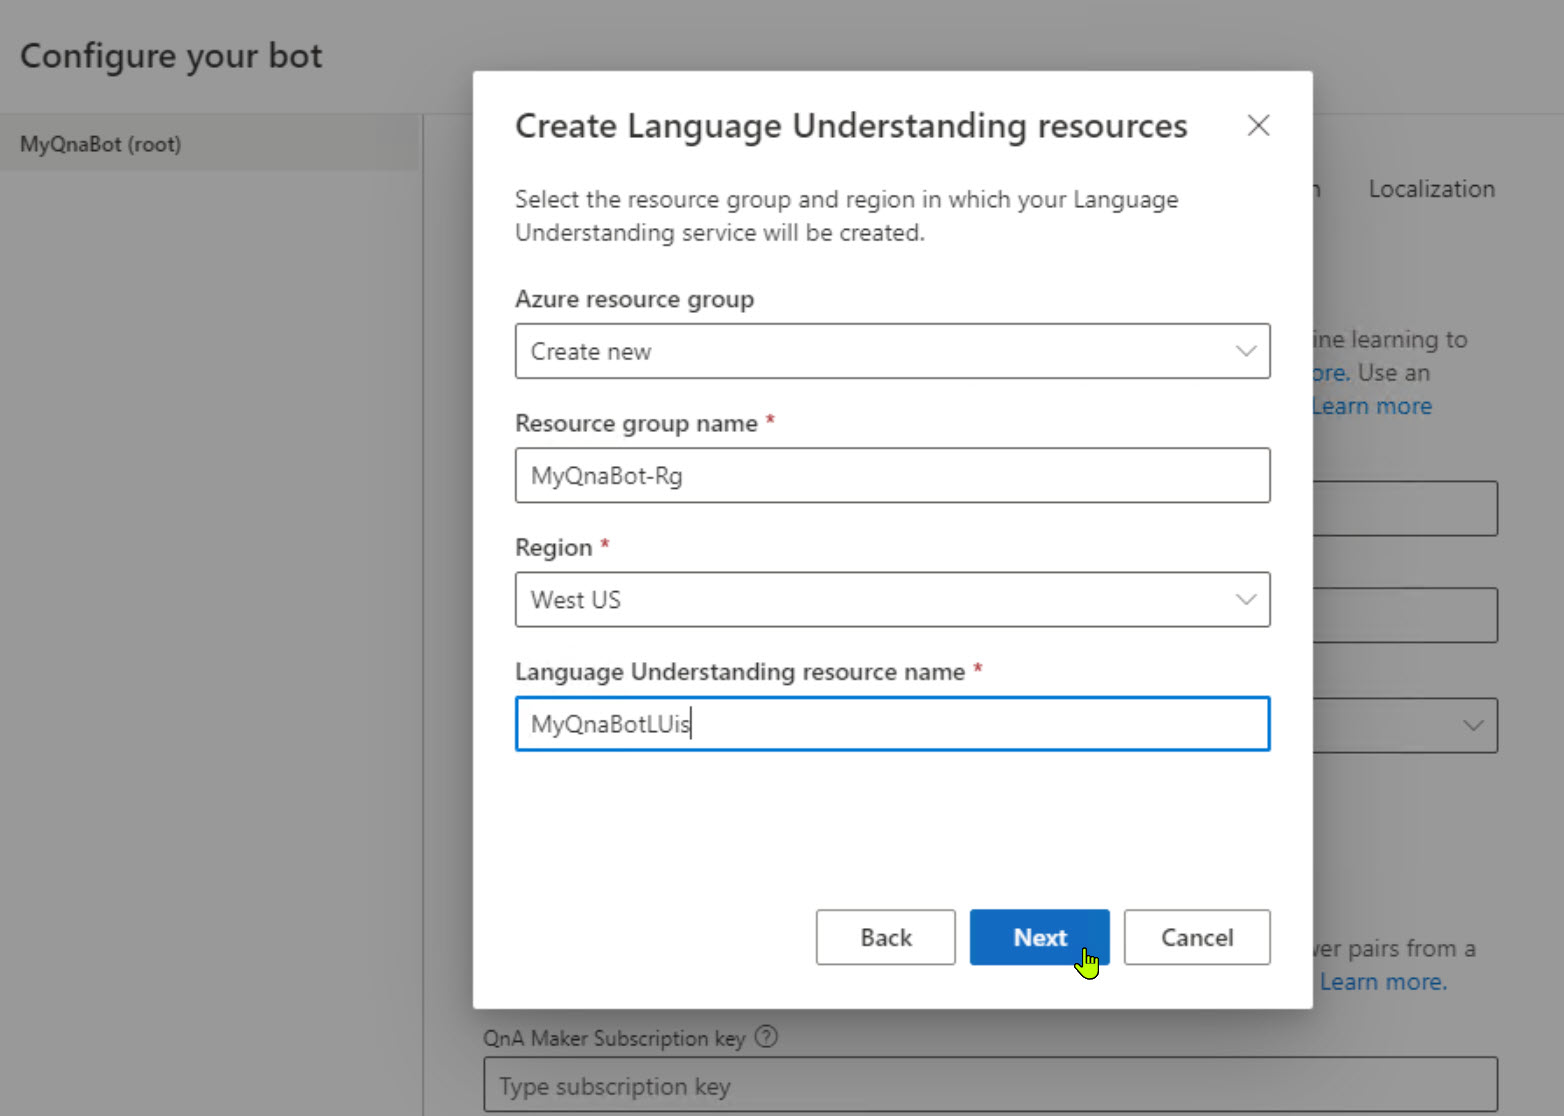 Configure your bot
MyQnaBot (root)
Create Language Understanding resources
Select the resource group and region in which your Language
Understanding service will be created.
Azure resource group
Create new
Resource group name *
MyQnaBot-Rg
Region *
West US
Language Understanding resource name *
MyQnaBotLUis
Back
Next
Cancel
Localization
learning to
Use an
Learn more
pairs from a
Learn more.
QnA Maker Subscription key
Type subscription key